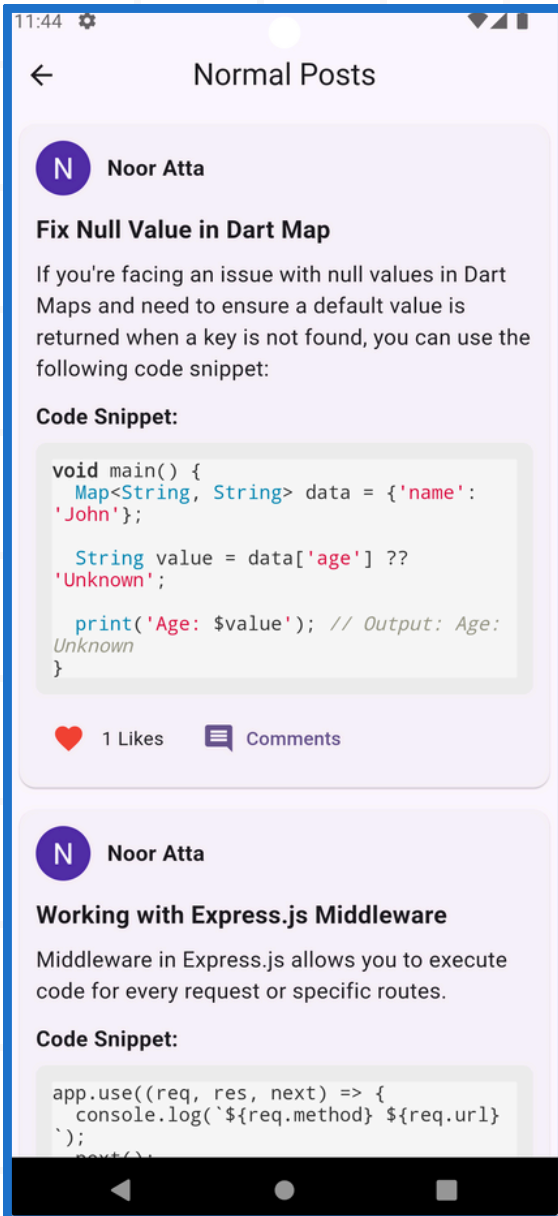 11:44
Normal Posts
N
Noor Atta
Fix Null Value in Dart Map
If you're facing an issue with null values in Dart
Maps and need to ensure a default value is
returned when a key is not found, you can use the
following code snippet:
Code Snippet:
void main() {
  Map<String, String> data = {'name':
'John'};
  String value = data['age'] ??
'Unknown';
  print('Age: $value'); // Output: Age:
Unknown
}
1 Likes
Comments
N
Noor Atta
Working with Express.js Middleware
Middleware in Express.js allows you to execute
code for every request or specific routes.
Code Snippet:
app.use((req, res, next) => {
  console.log(`${req.method} ${req.url}
`);
  next();